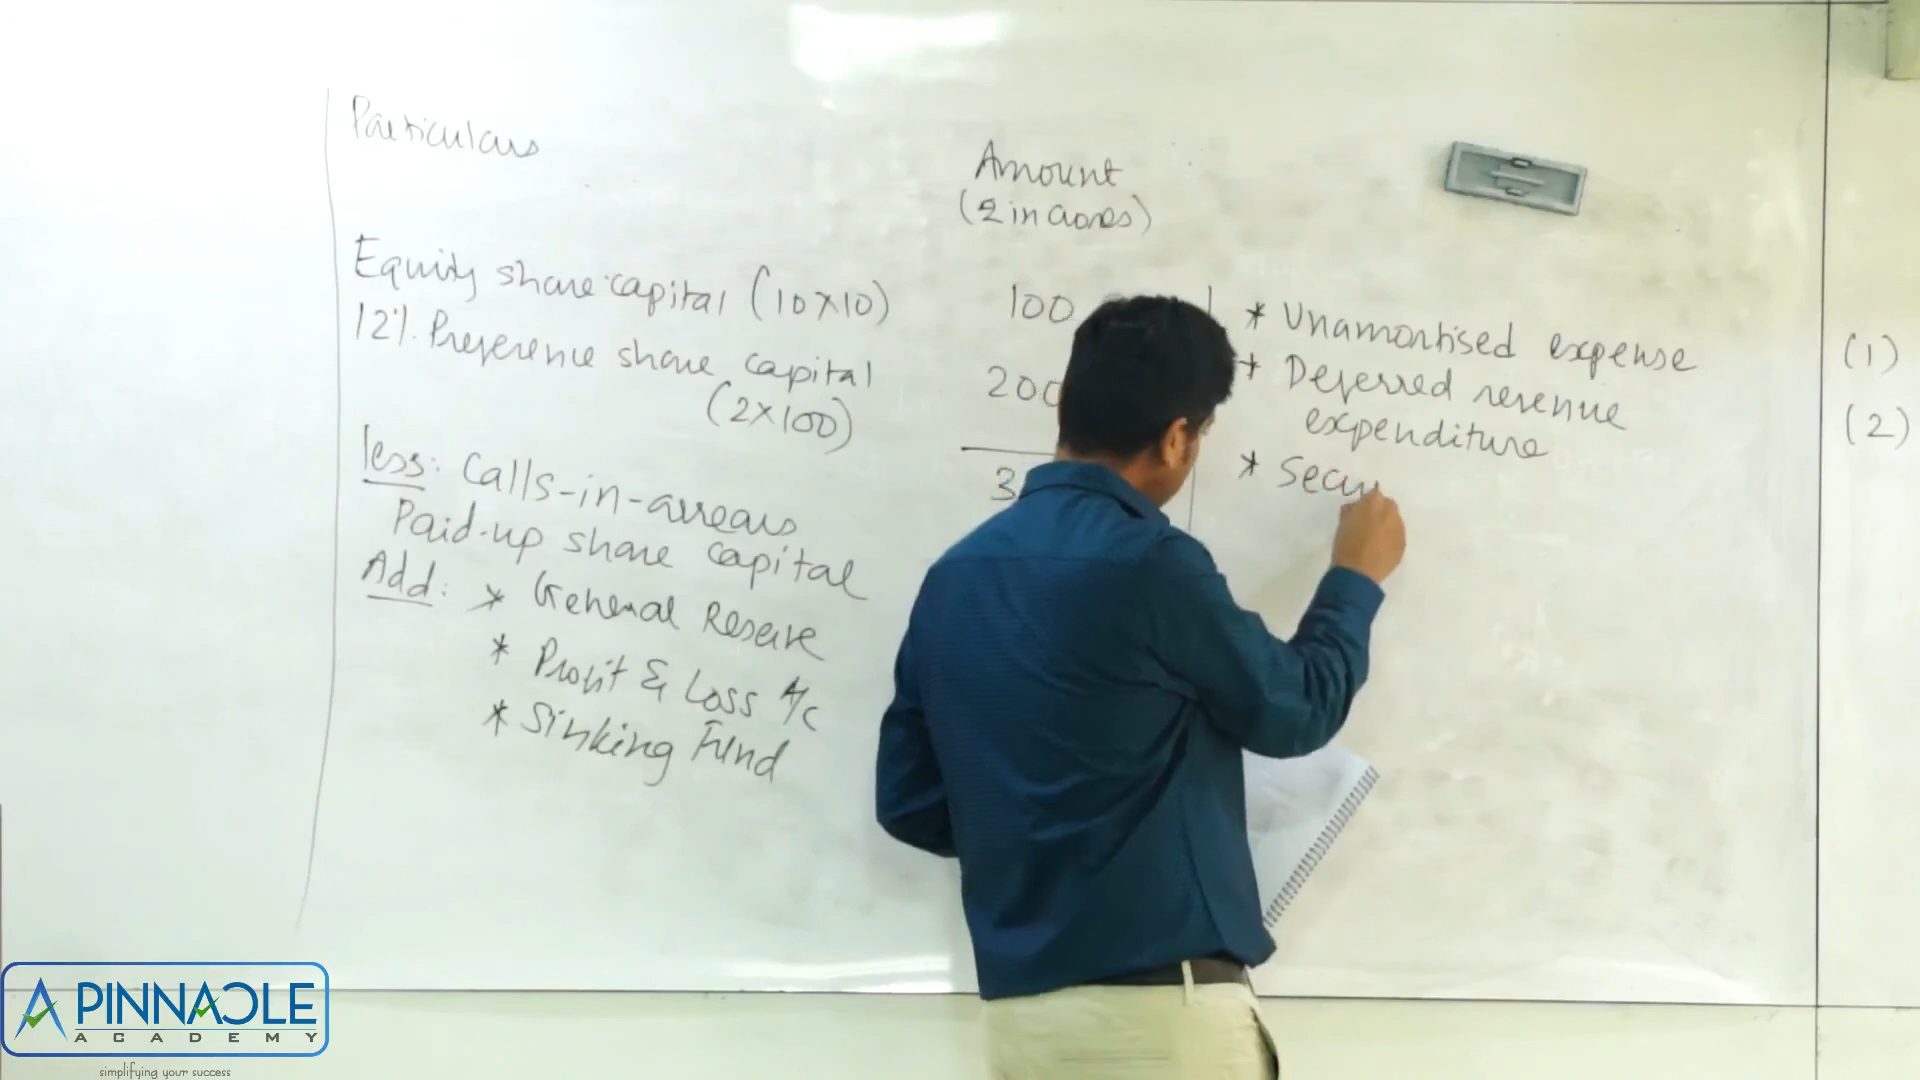 Particulars
Amount
(₹ in crores)
Equity share capital (10x10)
100
12% Preference share capital
(2x100)
200
3
less: Calls-in-arrears
Paid-up share capital
Add: * General Reserve
* Profit & Loss A/c
* Sinking Fund
* Unamortised expense
(1)
* Deferred revenue
expenditure
(2)
* Secu
PINNACLE
ACADEMY
simplifying your success